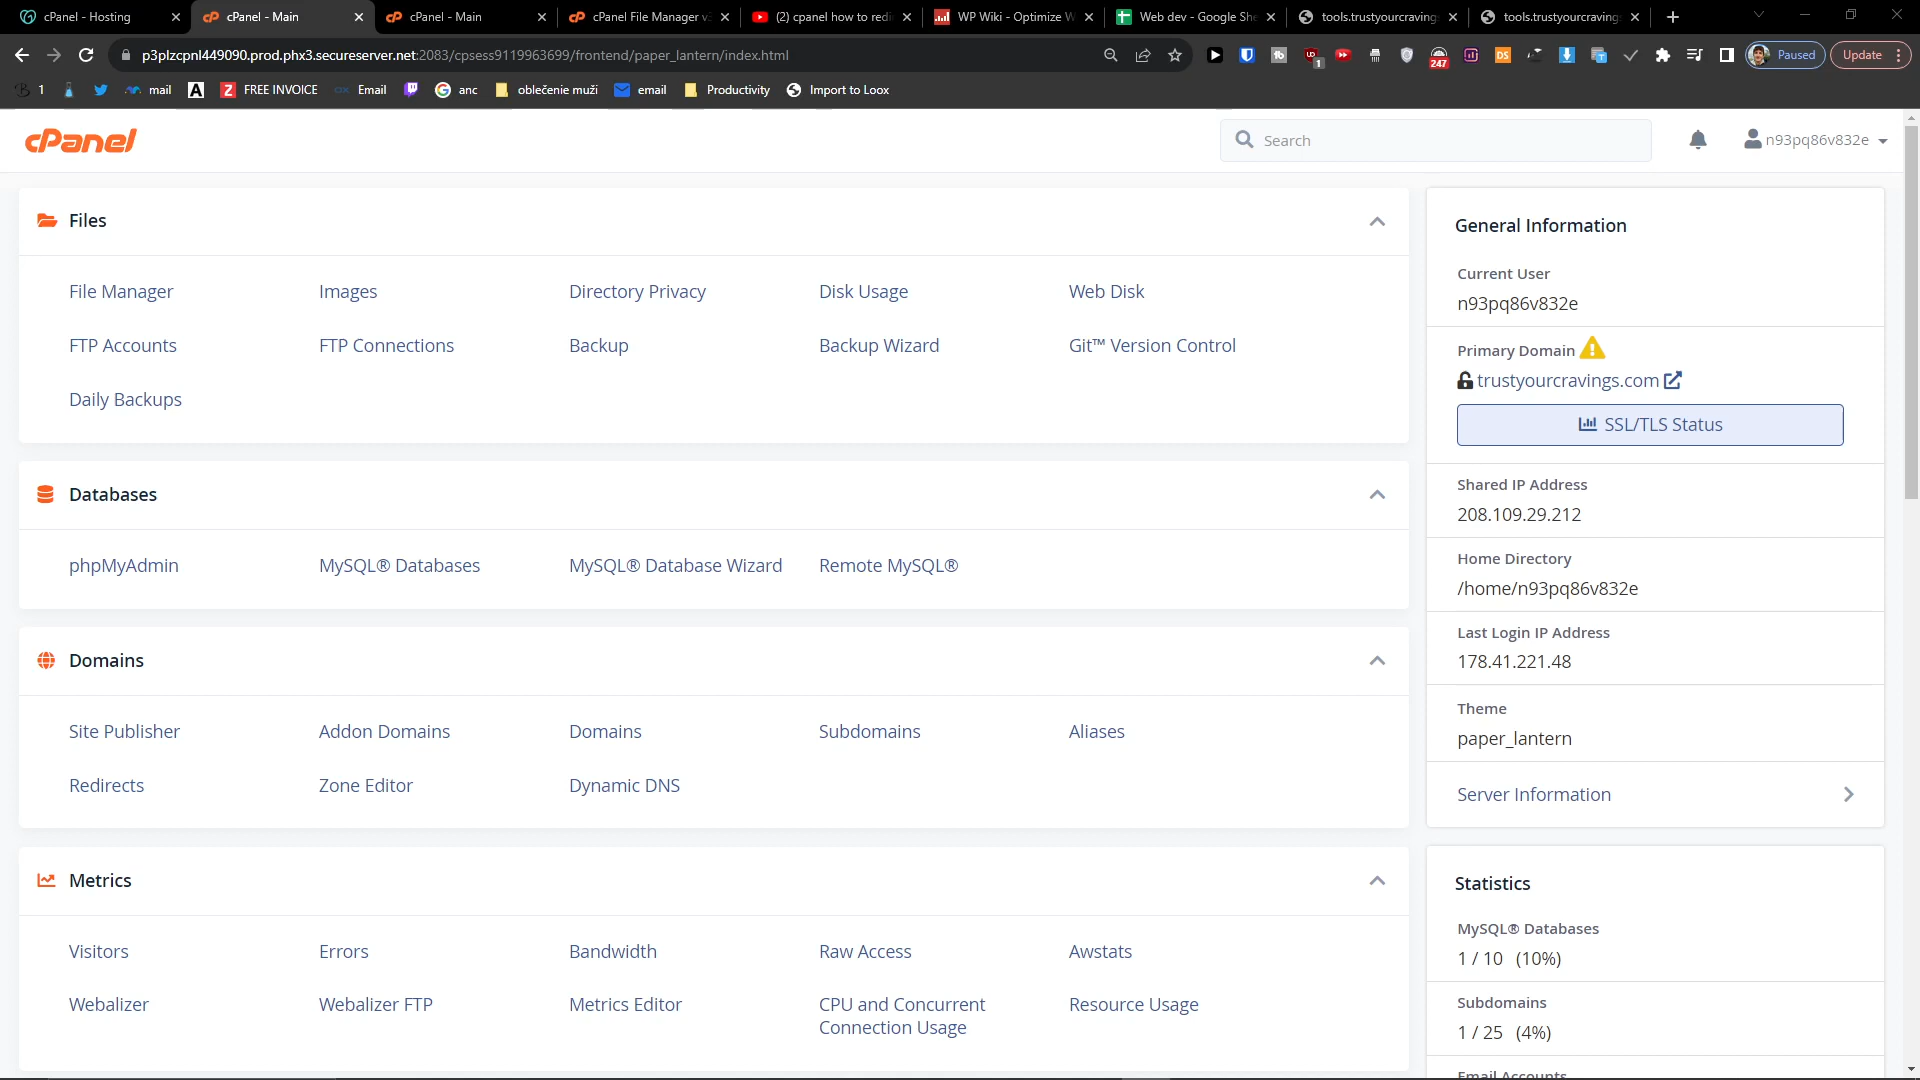 cPanel - Hosting
cPanel - Main
cPanel - Main
cPanel File Manager v
(2) cpanel how to redi
WP Wiki - Optimize W
Web dev - Google She
tools.trustyourcraving
tools.trustyourcraving
p3plzcpnl449090.prod.phx3.secureserver.net:2083/cpsess9119963699/frontend/paper_lantern/index.html
1
247
DS
Paused
Update
1
mail
A
Z FREE INVOICE
Email
anc
oblečenie muži
email
Productivity
Import to Loox
cPanel
Search
n93pq86v832e
Files
File Manager
Images
Directory Privacy
Disk Usage
Web Disk
FTP Accounts
FTP Connections
Backup
Backup Wizard
Git™ Version Control
Daily Backups
Databases
phpMyAdmin
MySQL® Databases
MySQL® Database Wizard
Remote MySQL®
Domains
Site Publisher
Addon Domains
Domains
Subdomains
Aliases
Redirects
Zone Editor
Dynamic DNS
Metrics
Visitors
Errors
Bandwidth
Raw Access
Awstats
Webalizer
Webalizer FTP
Metrics Editor
CPU and Concurrent
Connection Usage
Resource Usage
General Information
Current User
n93pq86v832e
Primary Domain
trustyourcravings.com
SSL/TLS Status
Shared IP Address
208.109.29.212
Home Directory
/home/n93pq86v832e
Last Login IP Address
178.41.221.48
Theme
paper_lantern
Server Information
Statistics
MySQL® Databases
1 / 10 (10%)
Subdomains
1 / 25 (4%)
Email Accounts